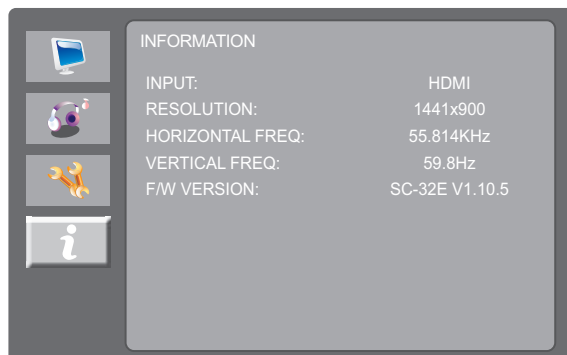 INFORMATION
INPUT: HDMI
RESOLUTION: 1441x900
HORIZONTAL FREQ: 55.814KHz
VERTICAL FREQ: 59.8Hz
F/W VERSION: SC-32E V1.10.5
i